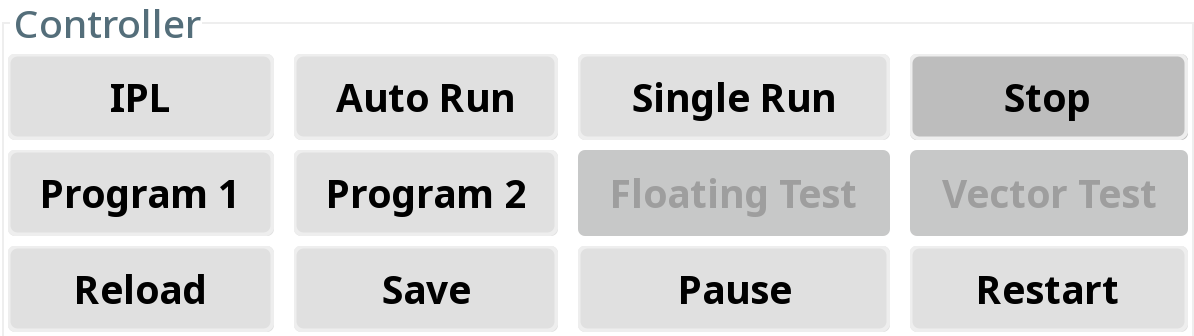 Controller
IPL Auto Run Single Run Stop
Program 1 Program 2 Floating Test Vector Test
Reload Save Pause Restart